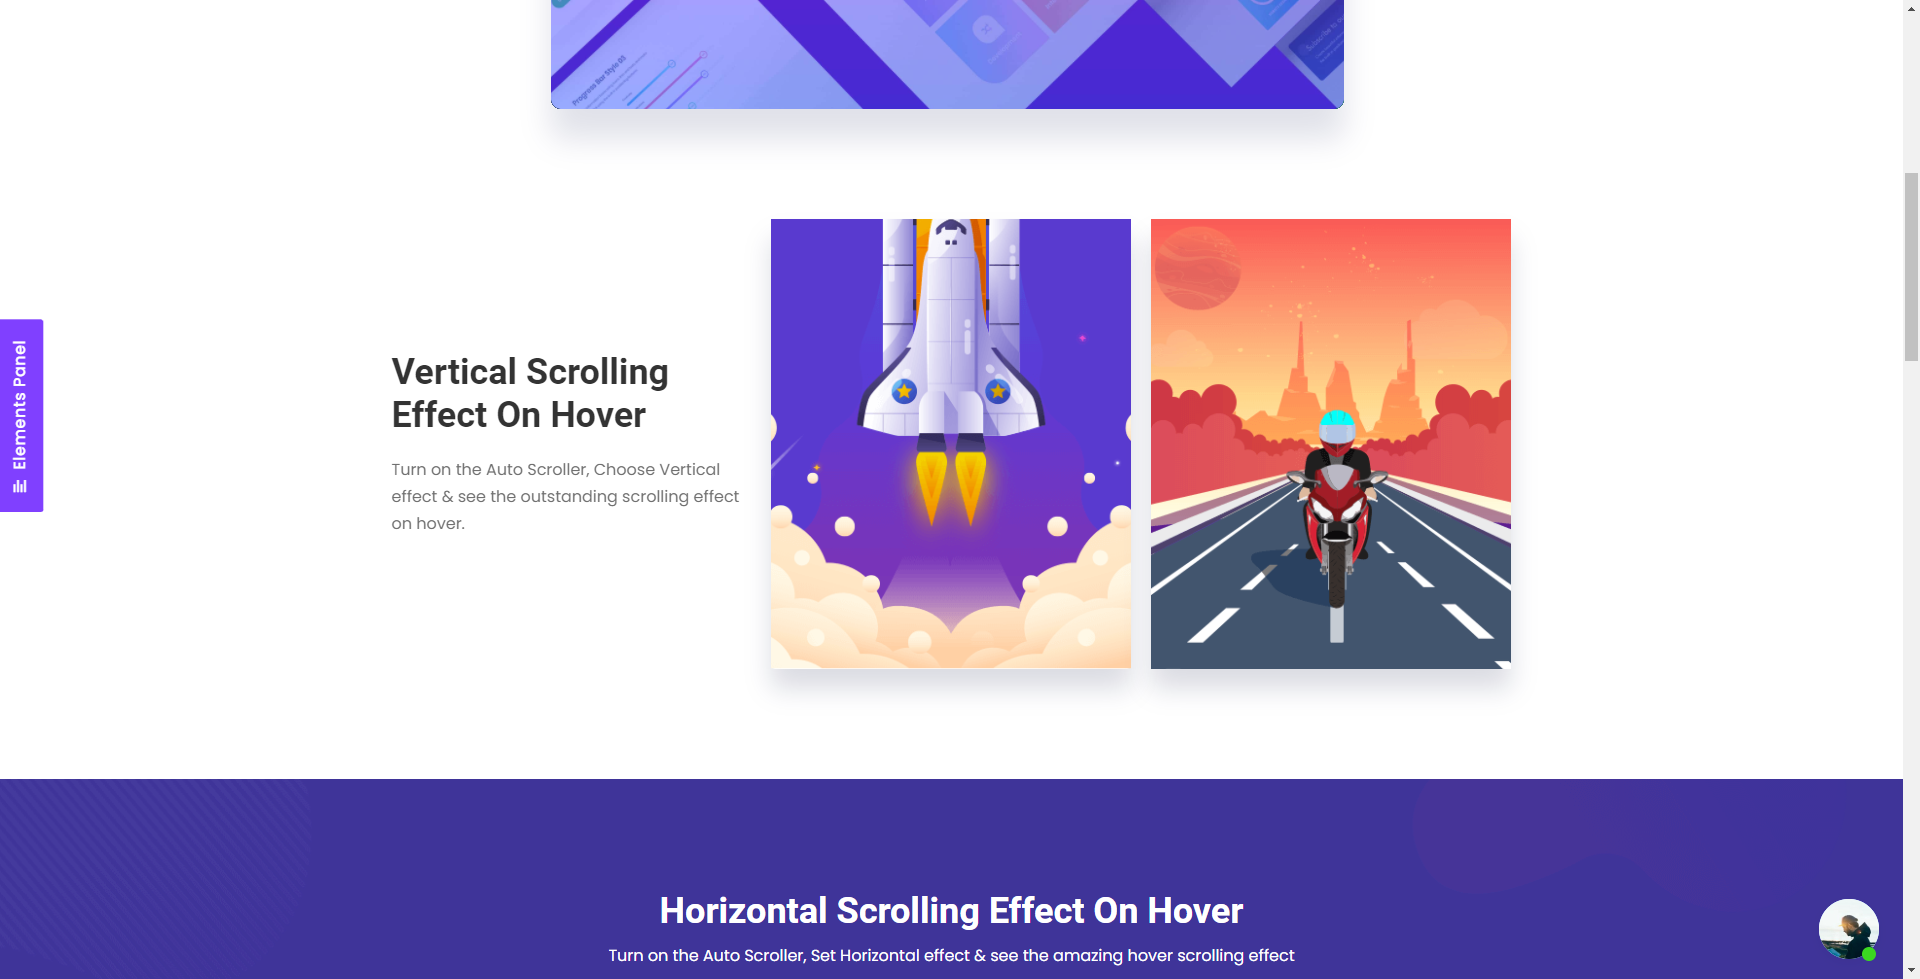 Progress Bar Style 05
Elements Panel
Vertical Scrolling
Effect On Hover
Turn on the Auto Scroller, Choose Vertical
effect & see the outstanding scrolling effect
on hover.
Horizontal Scrolling Effect On Hover
Turn on the Auto Scroller, Set Horizontal effect & see the amazing hover scrolling effect